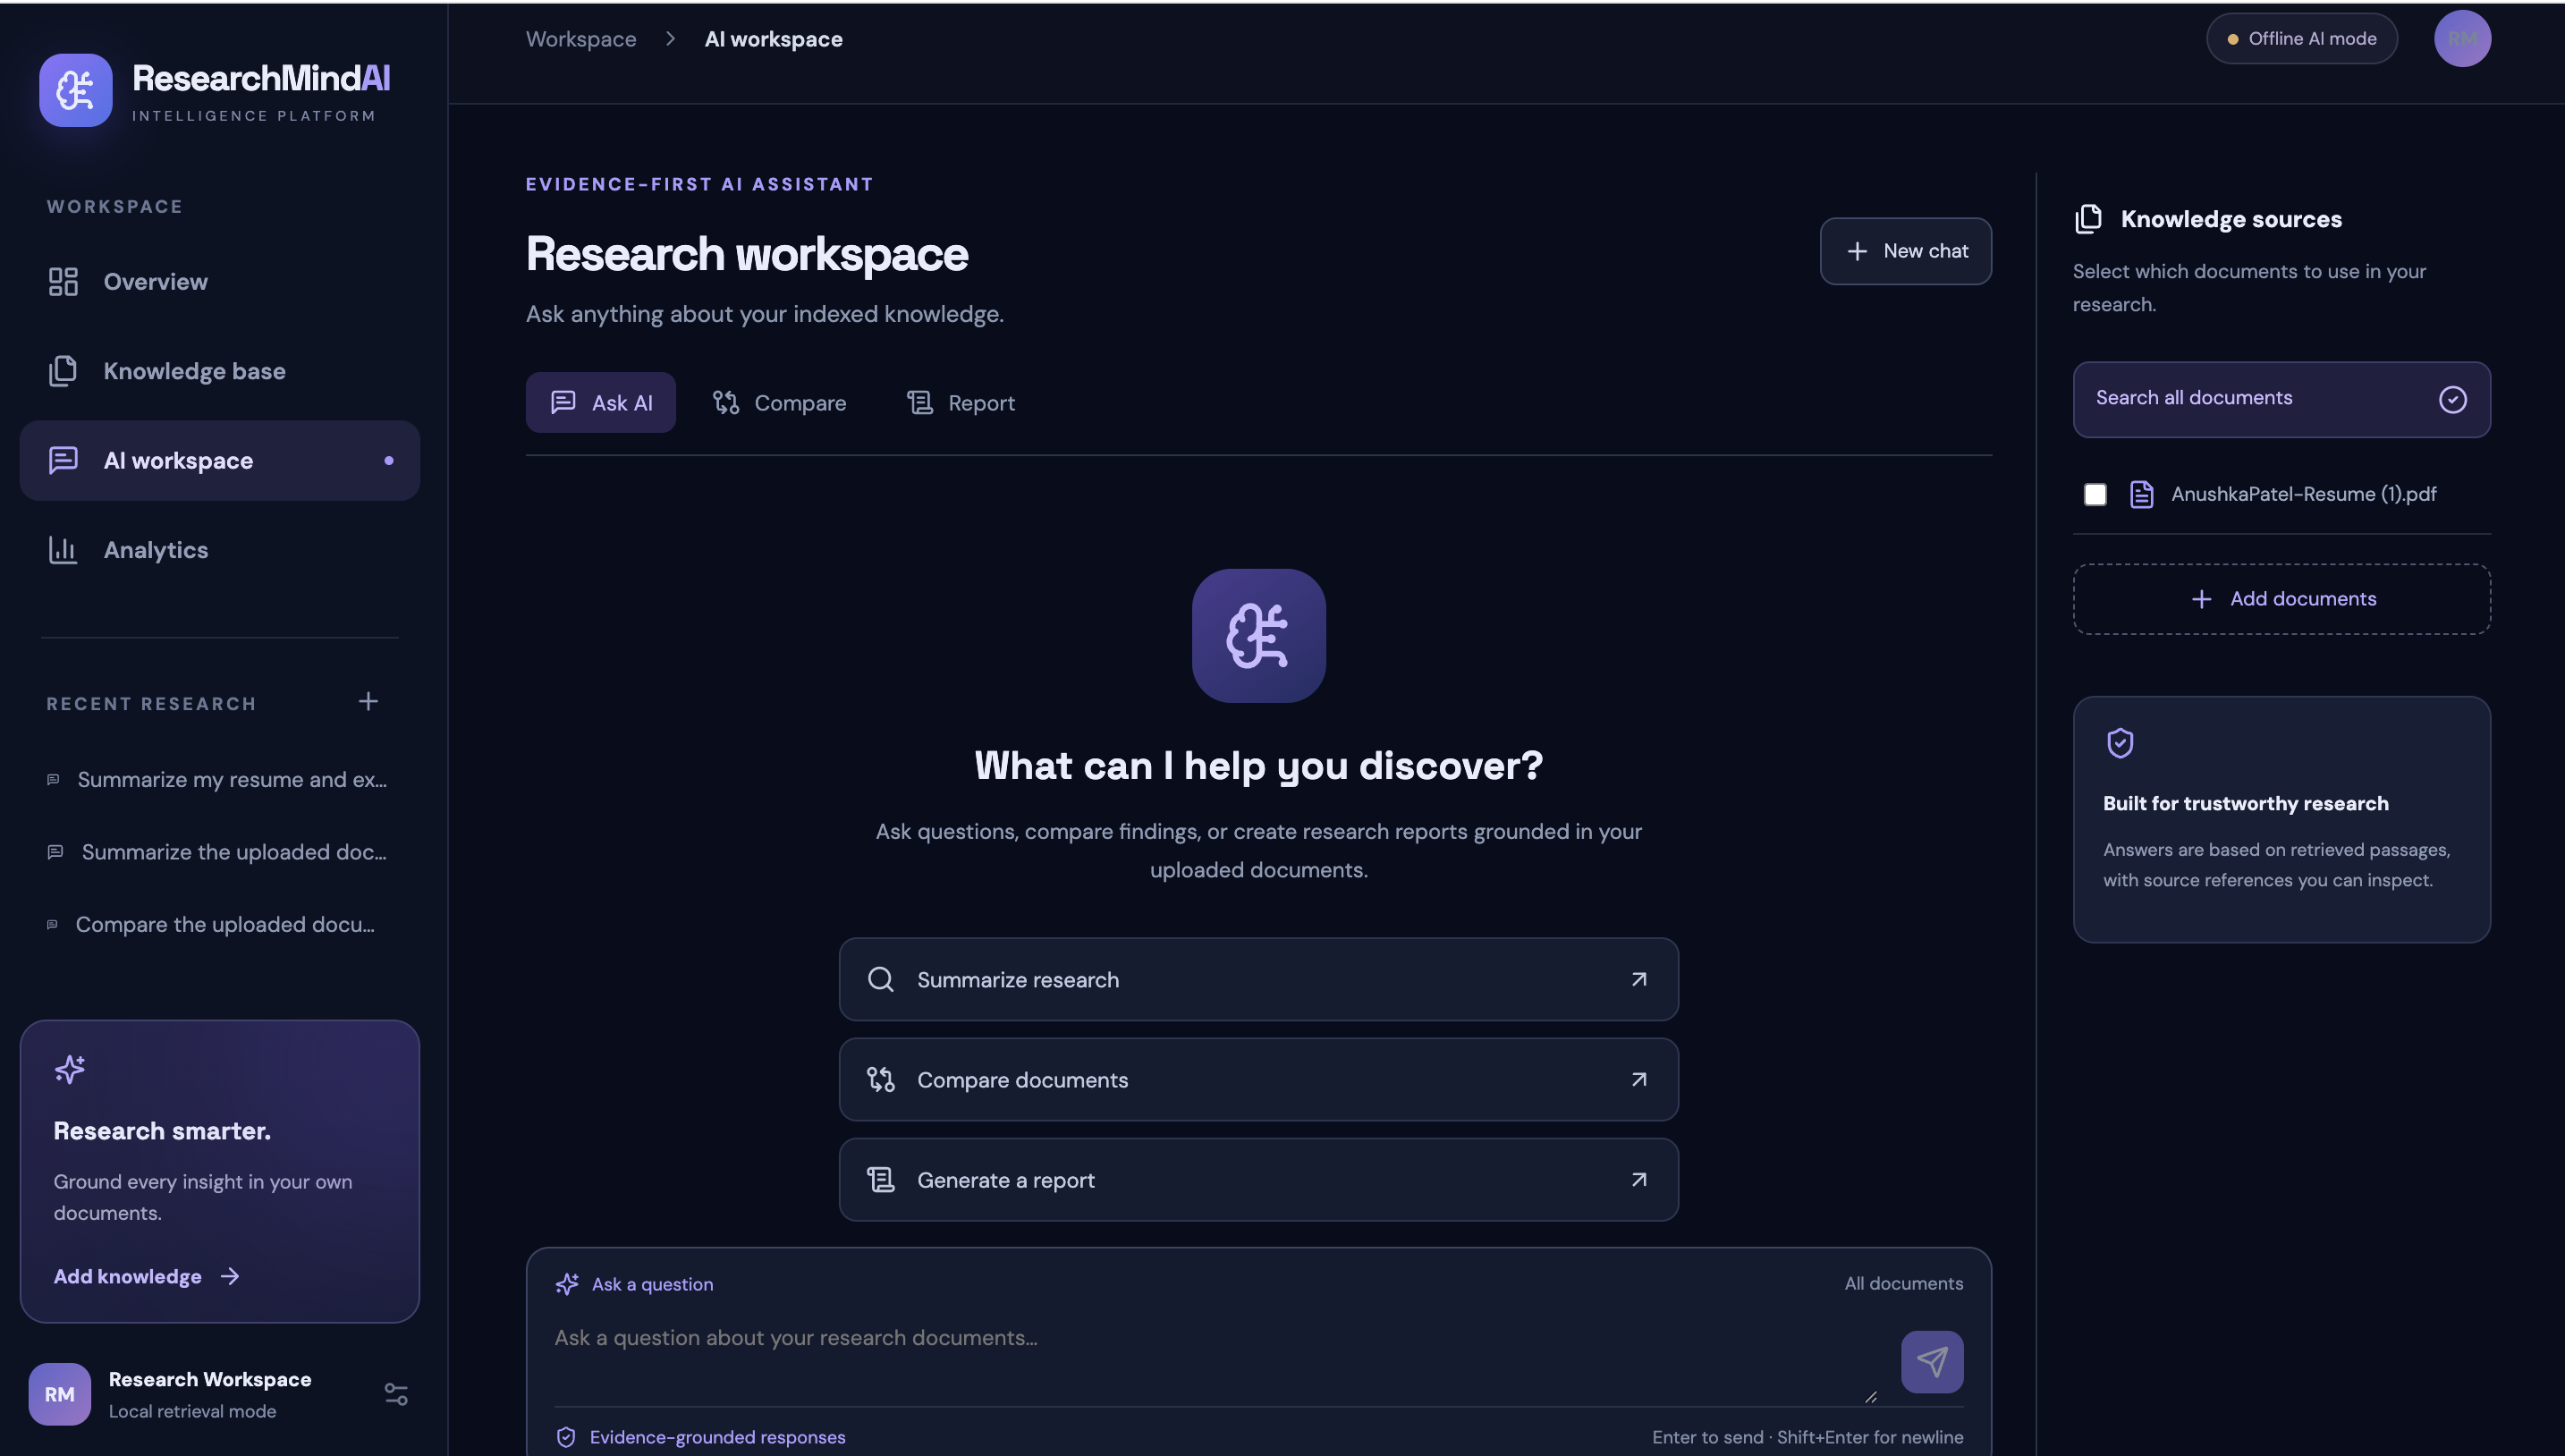 ResearchMindAI
INTELLIGENCE PLATFORM
WORKSPACE
Overview
Knowledge base
AI workspace
Analytics
RECENT RESEARCH
Summarize my resume and ex...
Summarize the uploaded doc...
Compare the uploaded docu...
Research smarter.
Ground every insight in your own
documents.
Add knowledge
RM
Research Workspace
Local retrieval mode
Workspace
AI workspace
Offline AI mode
RM
EVIDENCE-FIRST AI ASSISTANT
Research workspace
New chat
Ask anything about your indexed knowledge.
Ask AI
Compare
Report
What can I help you discover?
Ask questions, compare findings, or create research reports grounded in your
uploaded documents.
Summarize research
Compare documents
Generate a report
Ask a question
All documents
Ask a question about your research documents...
Evidence-grounded responses
Enter to send · Shift+Enter for newline
Knowledge sources
Select which documents to use in your
research.
Search all documents
AnushkaPatel-Resume (1).pdf
Add documents
Built for trustworthy research
Answers are based on retrieved passages,
with source references you can inspect.